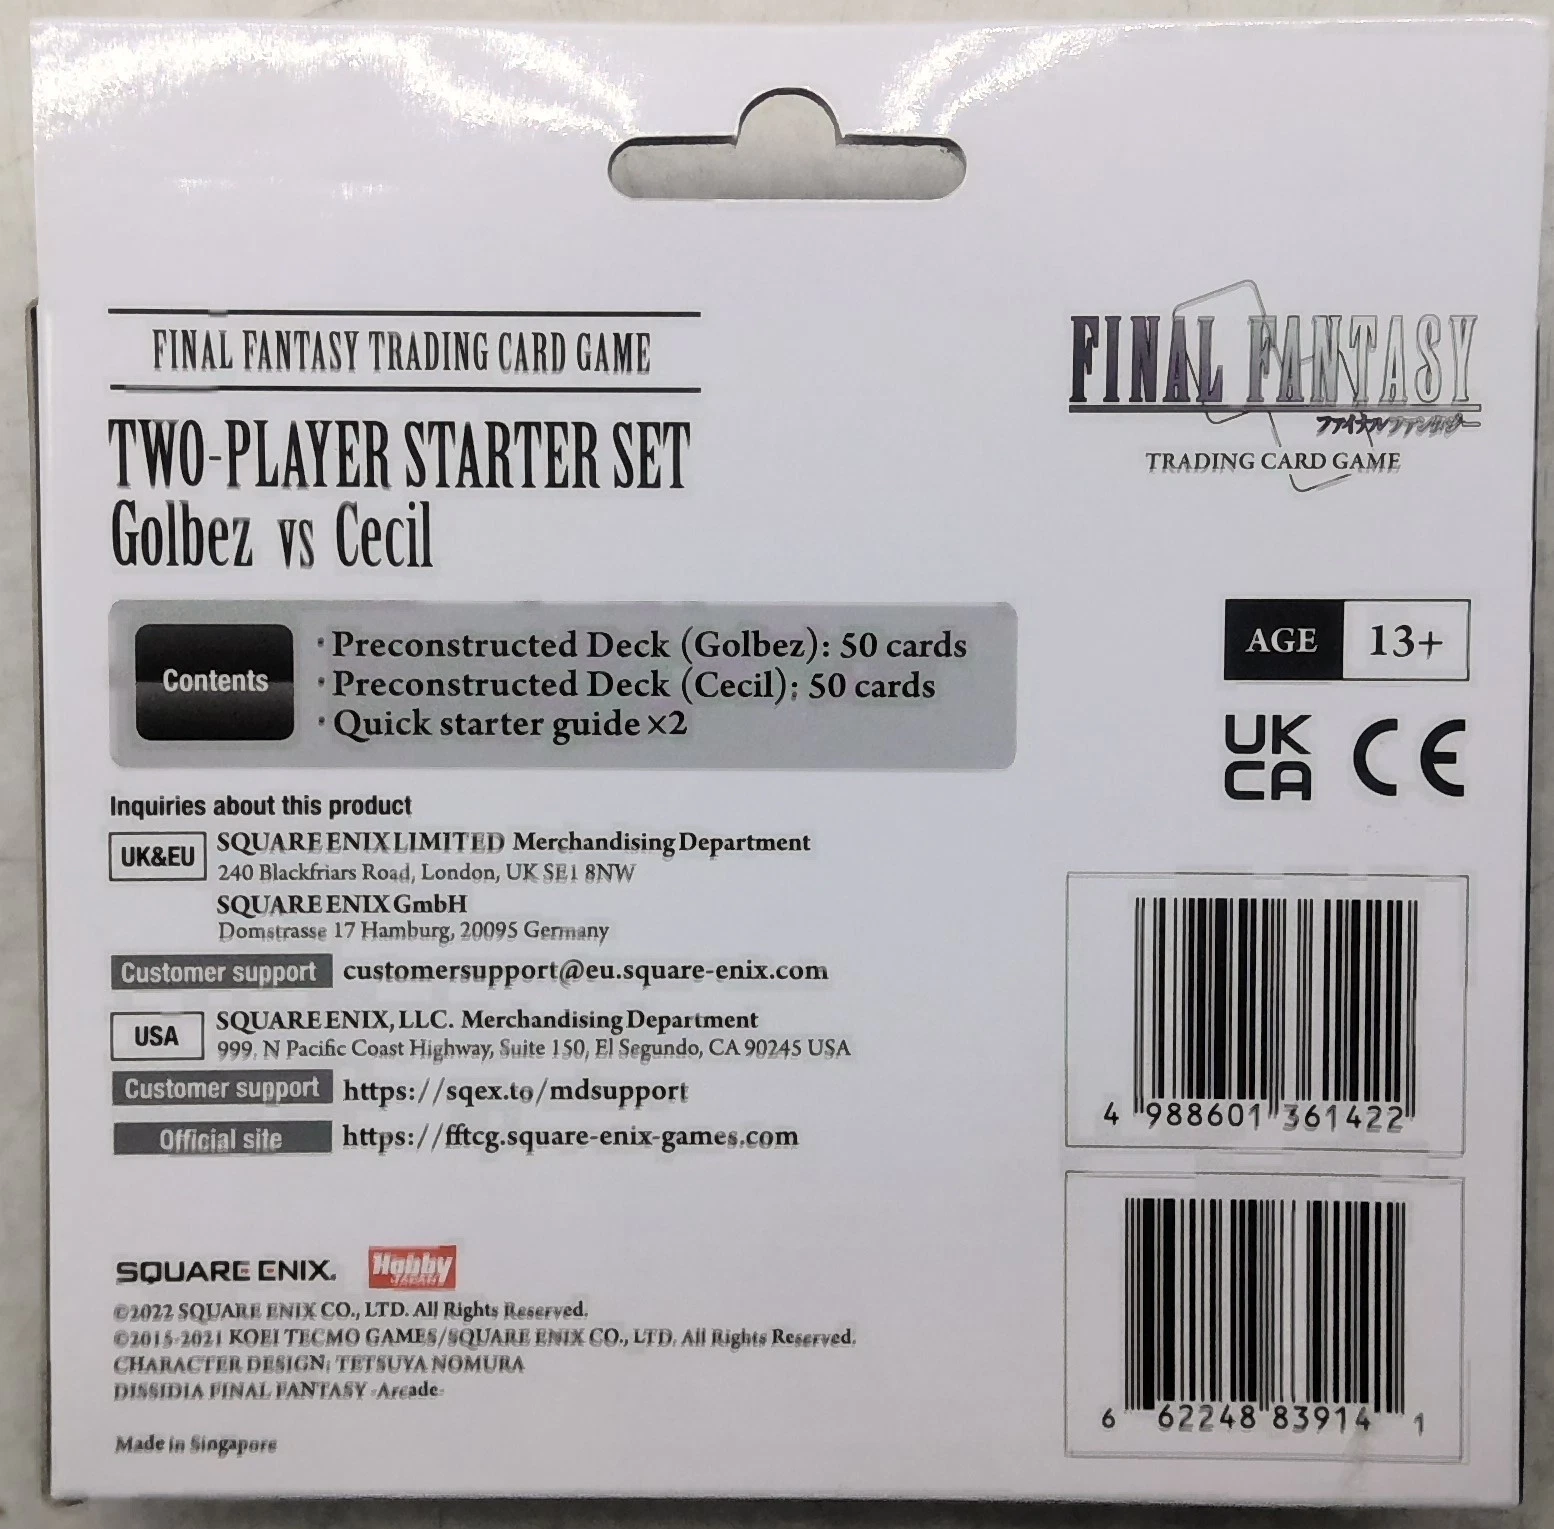 FINAL FANTASY TRADING CARD GAME
TWO-PLAYER STARTER SET
Golbez vs Cecil
FINAL FANTASY
ファイナルファンタジー
TRADING CARD GAME
Contents
・Preconstructed Deck (Golbez): 50 cards
・Preconstructed Deck (Cecil): 50 cards
・Quick starter guide ×2
AGE 13+
UK
CA CE
Inquiries about this product
UK&EU SQUARE ENIX LIMITED Merchandising Department
240 Blackfriars Road, London, UK SE1 8NW
SQUARE ENIX GmbH
Domstrasse 17 Hamburg, 20095 Germany
Customer support customersupport@eu.square-enix.com
USA SQUARE ENIX, LLC. Merchandising Department
999, N Pacific Coast Highway, Suite 150, El Segundo, CA 90245 USA
Customer support https://sqex.to/mdsupport
Official site https://fftcg.square-enix-games.com
4 988601 361422
6 62248 83914 1
SQUARE ENIX. Hobby JAPAN
©2022 SQUARE ENIX CO., LTD. All Rights Reserved.
©2015-2021 KOEI TECMO GAMES/SQUARE ENIX CO., LTD. All Rights Reserved.
CHARACTER DESIGN: TETSUYA NOMURA
DISSIDIA FINAL FANTASY -Arcade-
Made in Singapore